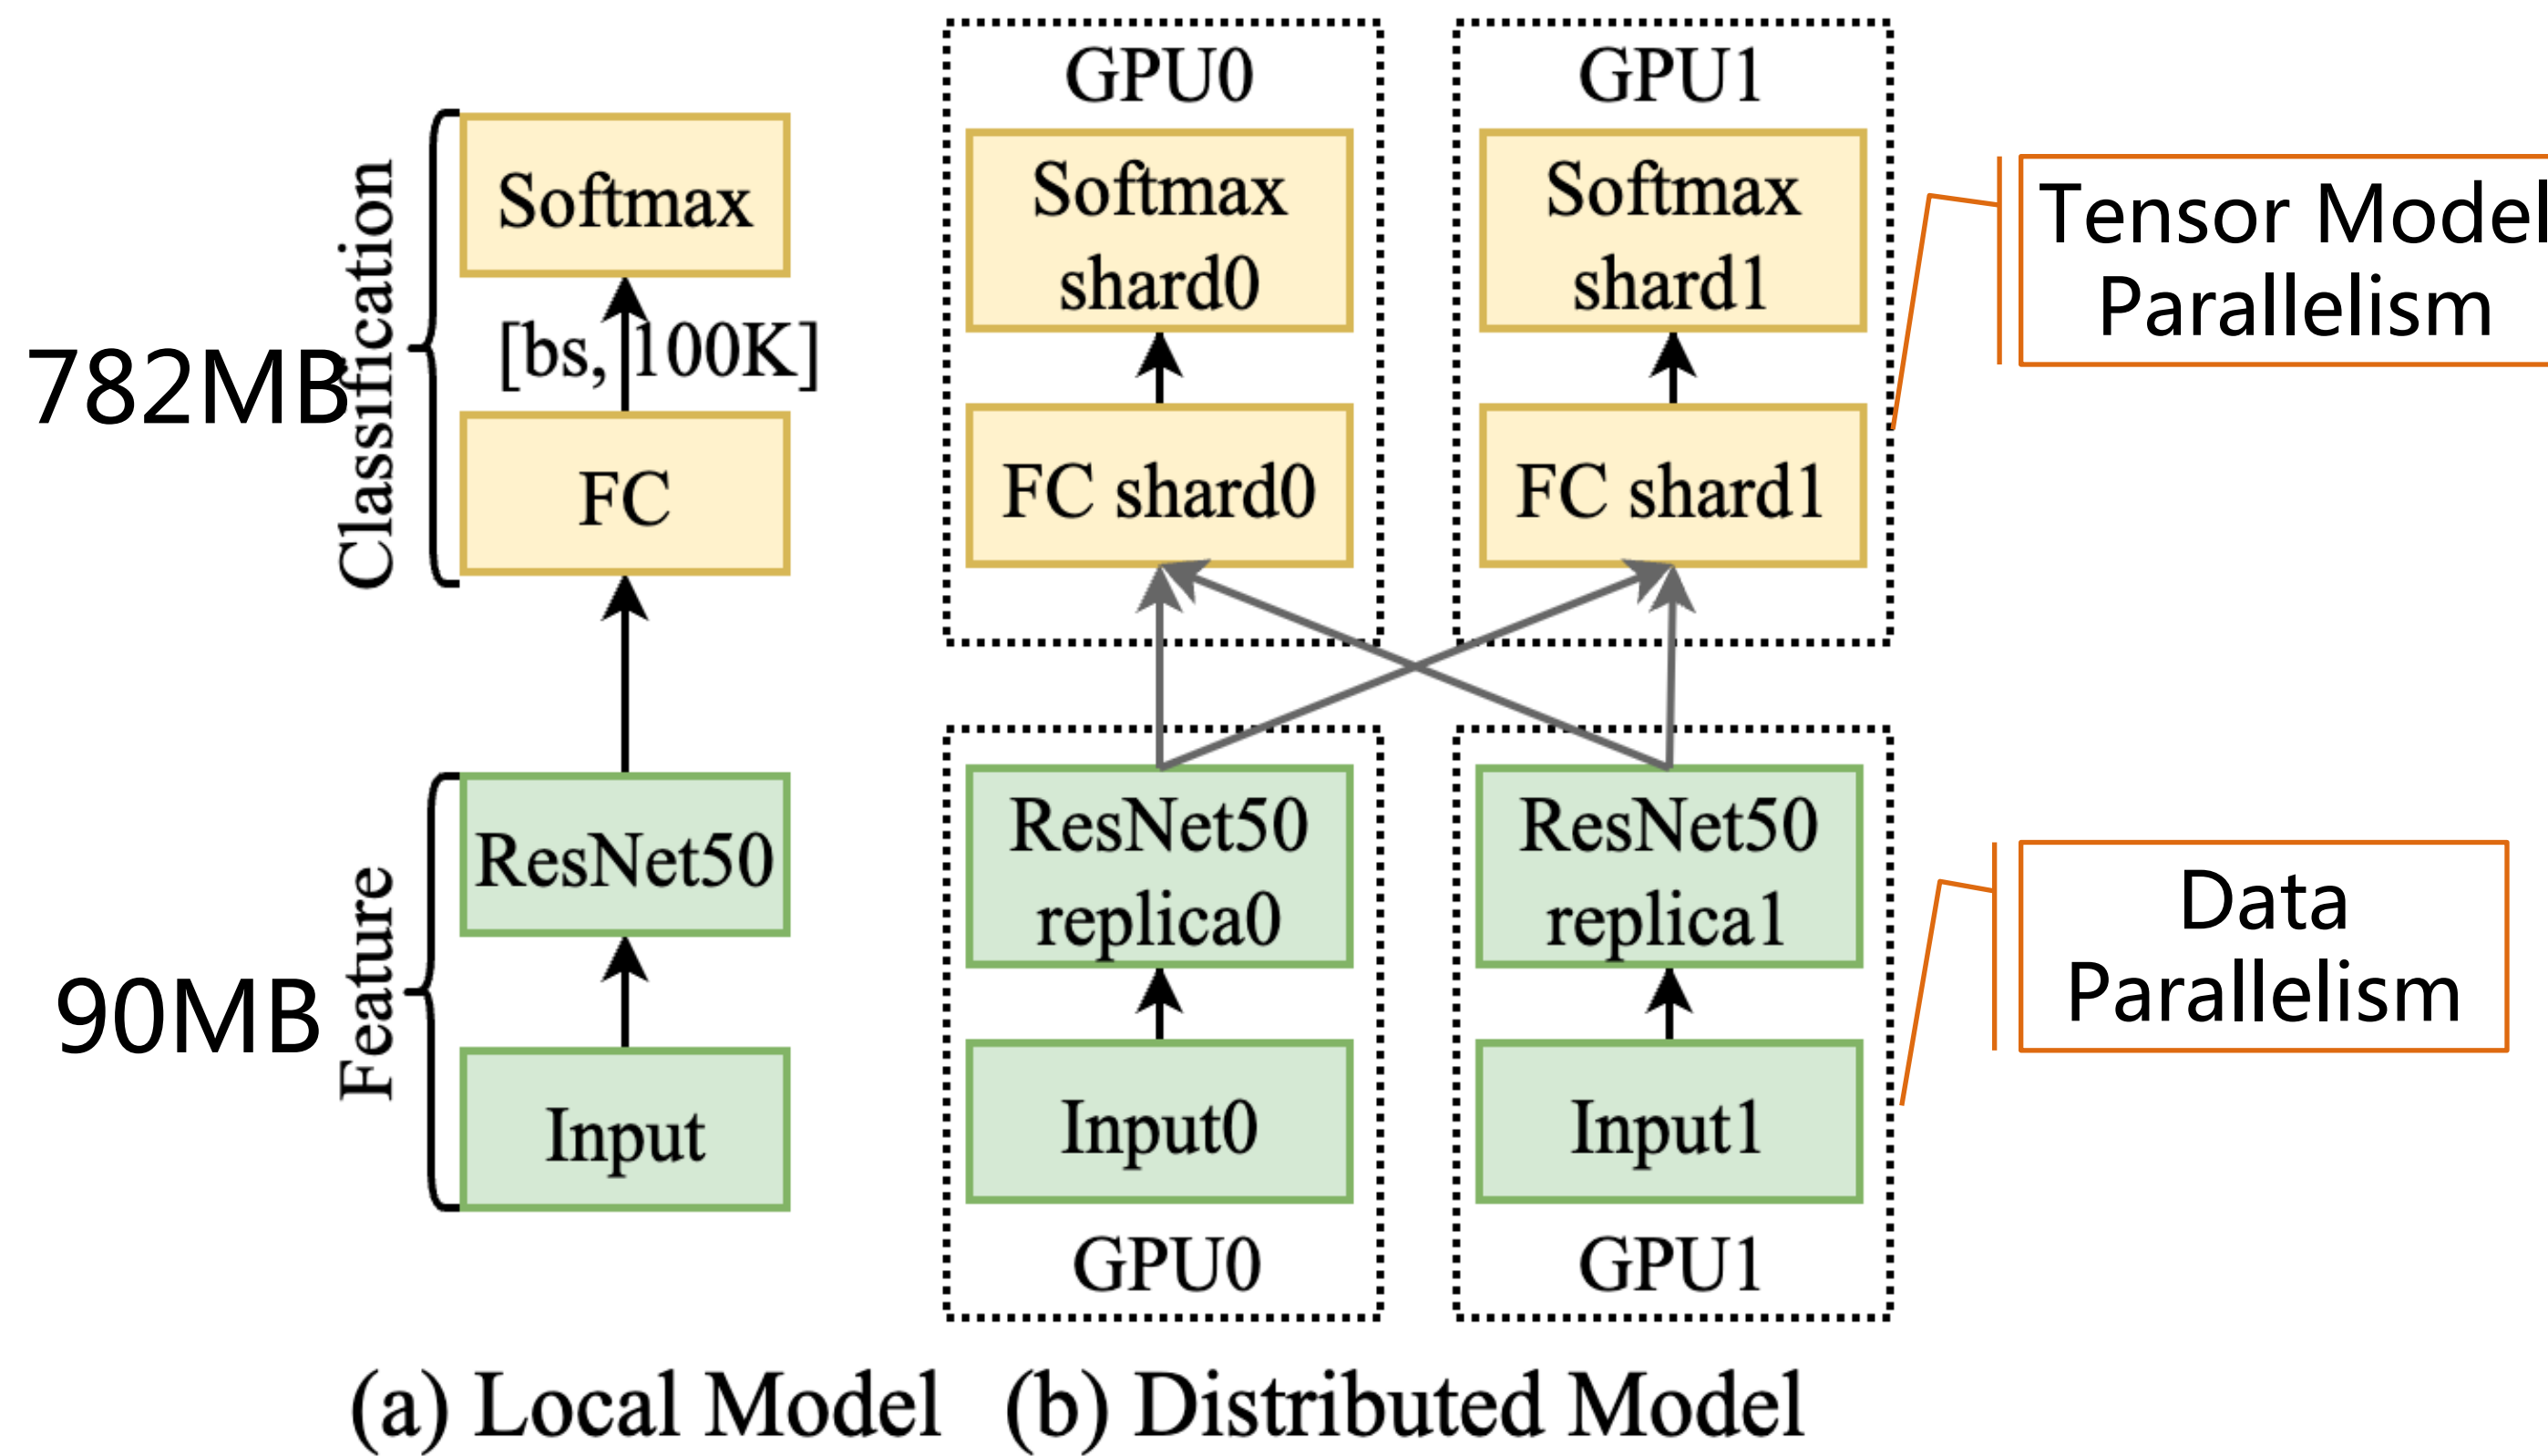 782MB
Classification
Softmax
[bs, 100K]
FC
90MB
Feature
ResNet50
Input
(a) Local Model
GPU0
Softmax
shard0
FC shard0
ResNet50
replica0
Input0
GPU0
GPU1
Softmax
shard1
FC shard1
ResNet50
replica1
Input1
GPU1
(b) Distributed Model
Tensor Model
Parallelism
Data
Parallelism